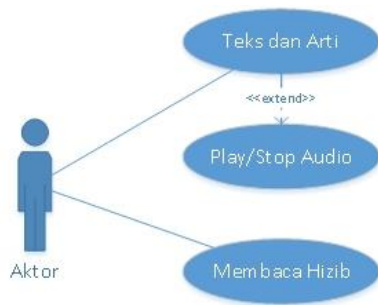 Teks dan Arti
<<extend>>
Play/Stop Audio
Aktor
Membaca Hizib